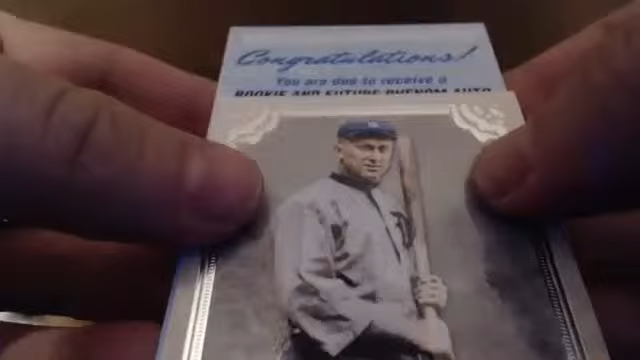 Congratulations!
You are due to receive a
ROOKIE AND FUTURE PHENOM AUTO